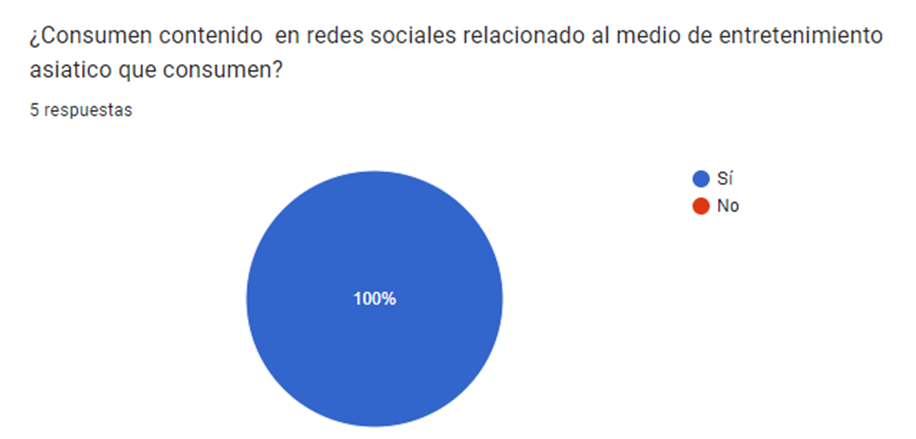 ¿Consumen contenido  en redes sociales relacionado al medio de entretenimiento
asiatico que consumen?
5 respuestas
Sí
No
100%